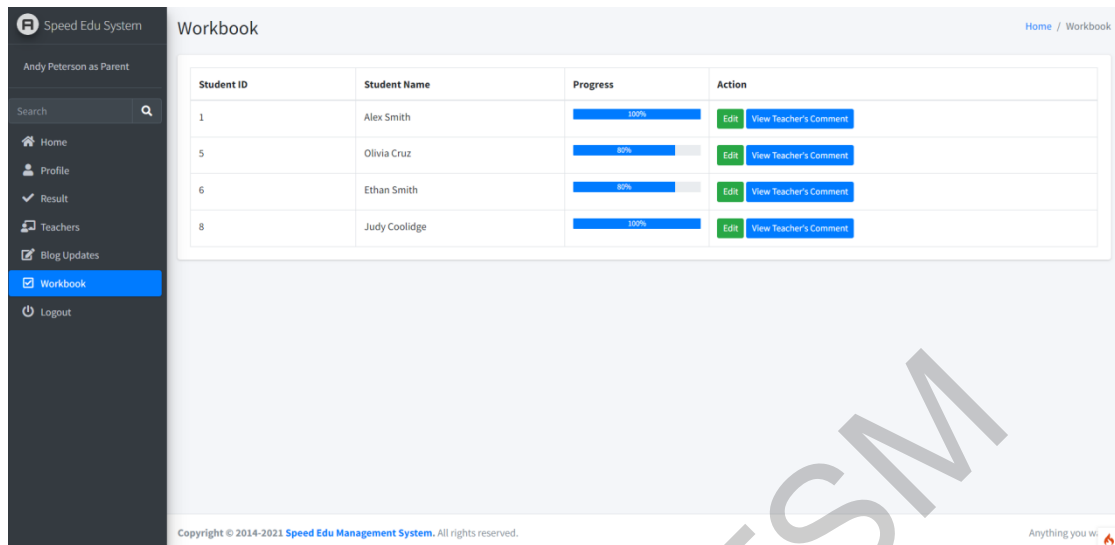 Speed Edu System
Andy Peterson as Parent
Search
Home
Profile
Result
Teachers
Blog Updates
Workbook
Logout
Workbook
Home / Workbook
Student ID Student Name Progress Action
1 Alex Smith 100% Edit View Teacher's Comment
5 Olivia Cruz 80% Edit View Teacher's Comment
6 Ethan Smith 80% Edit View Teacher's Comment
8 Judy Coolidge 100% Edit View Teacher's Comment
Copyright © 2014-2021 Speed Edu Management System. All rights reserved. Anything you
TSM